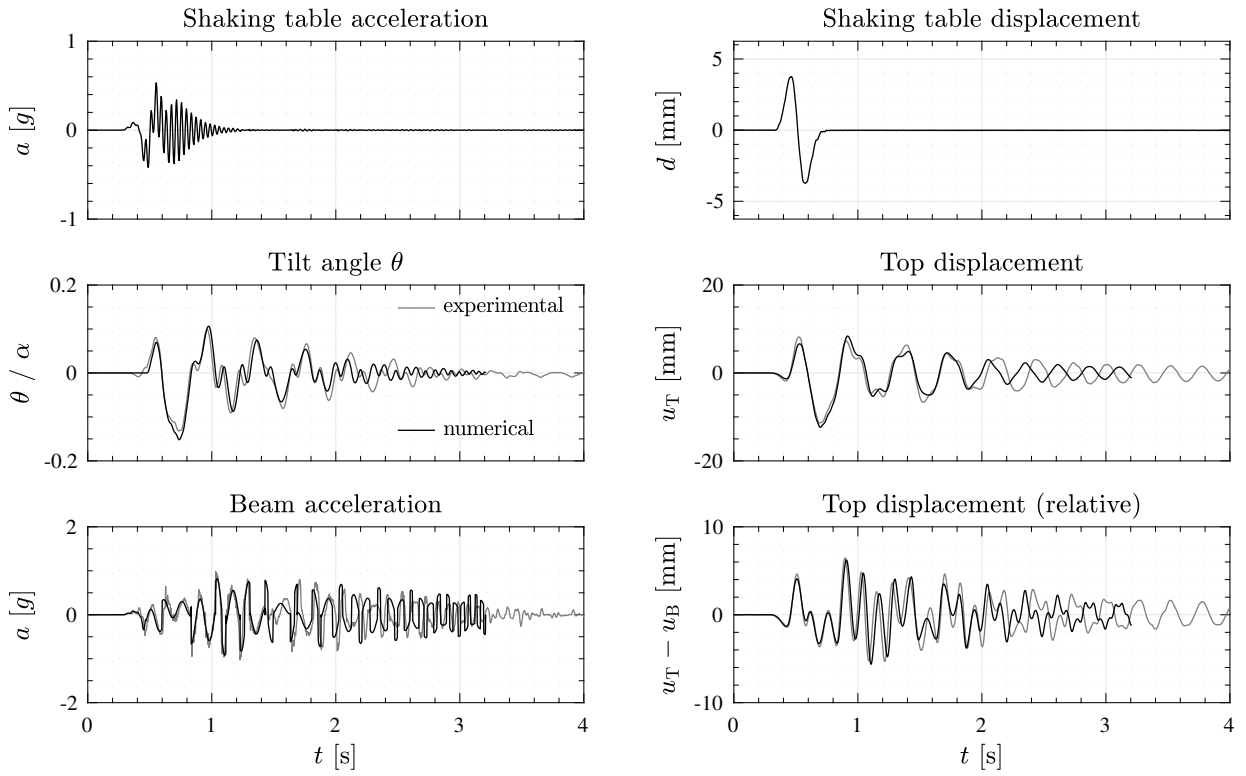 Shaking table acceleration
1
0
-1
a [g]
Shaking table displacement
5
0
-5
d [mm]
Tilt angle θ
0.2
0
-0.2
θ / α
experimental
numerical
Top displacement
20
0
-20
u_T [mm]
Beam acceleration
2
0
-2
a [g]
0 1 2 3 4
t [s]
Top displacement (relative)
10
0
-10
u_T − u_B [mm]
0 1 2 3 4
t [s]